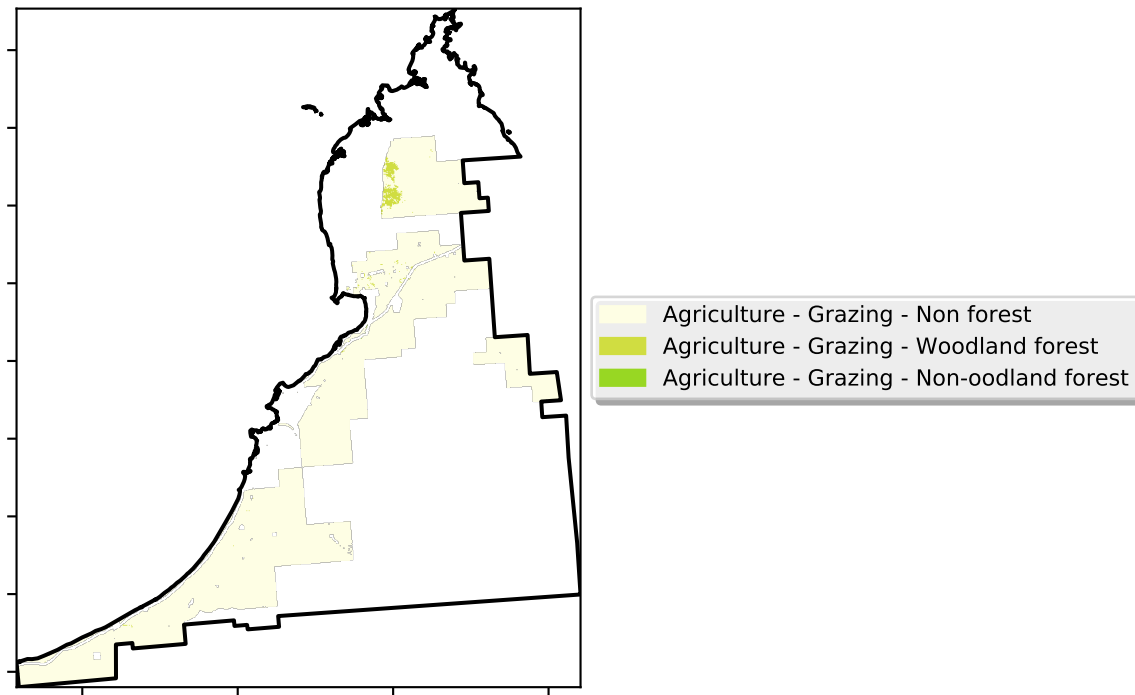 Agriculture - Grazing - Non forest
Agriculture - Grazing - Woodland forest
Agriculture - Grazing - Non-oodland forest